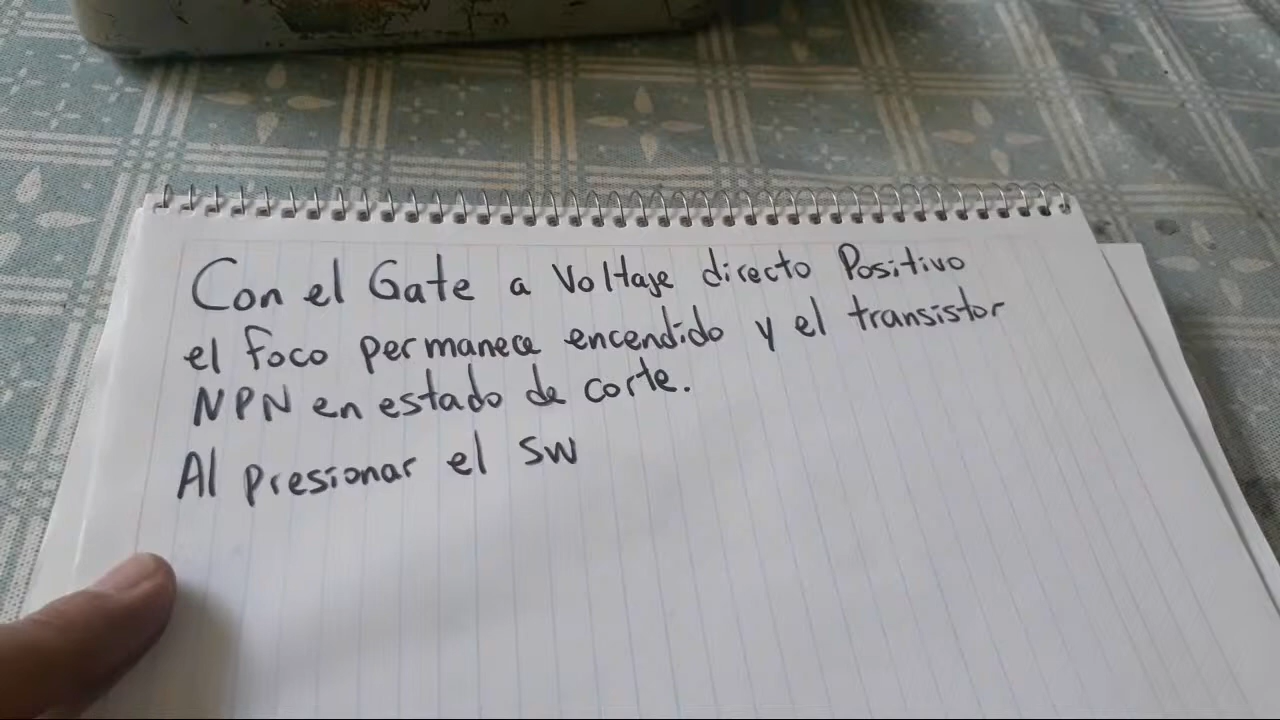 Con el Gate a Voltaje directo Positivo
el foco permanece encendido y el transistor
NPN en estado de corte.
Al presionar el SW